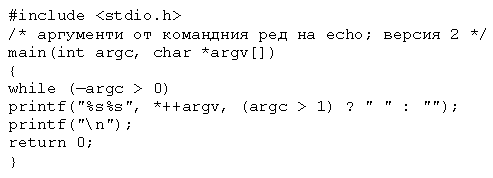 #include <stdio.h>
/* аргументи от командния ред на echo; версия 2 */
main(int argc, char *argv[])
{
while (—argc > 0)
printf("%s%s", *++argv, (argc > 1) ? " " : "");
printf("\n");
return 0;
}